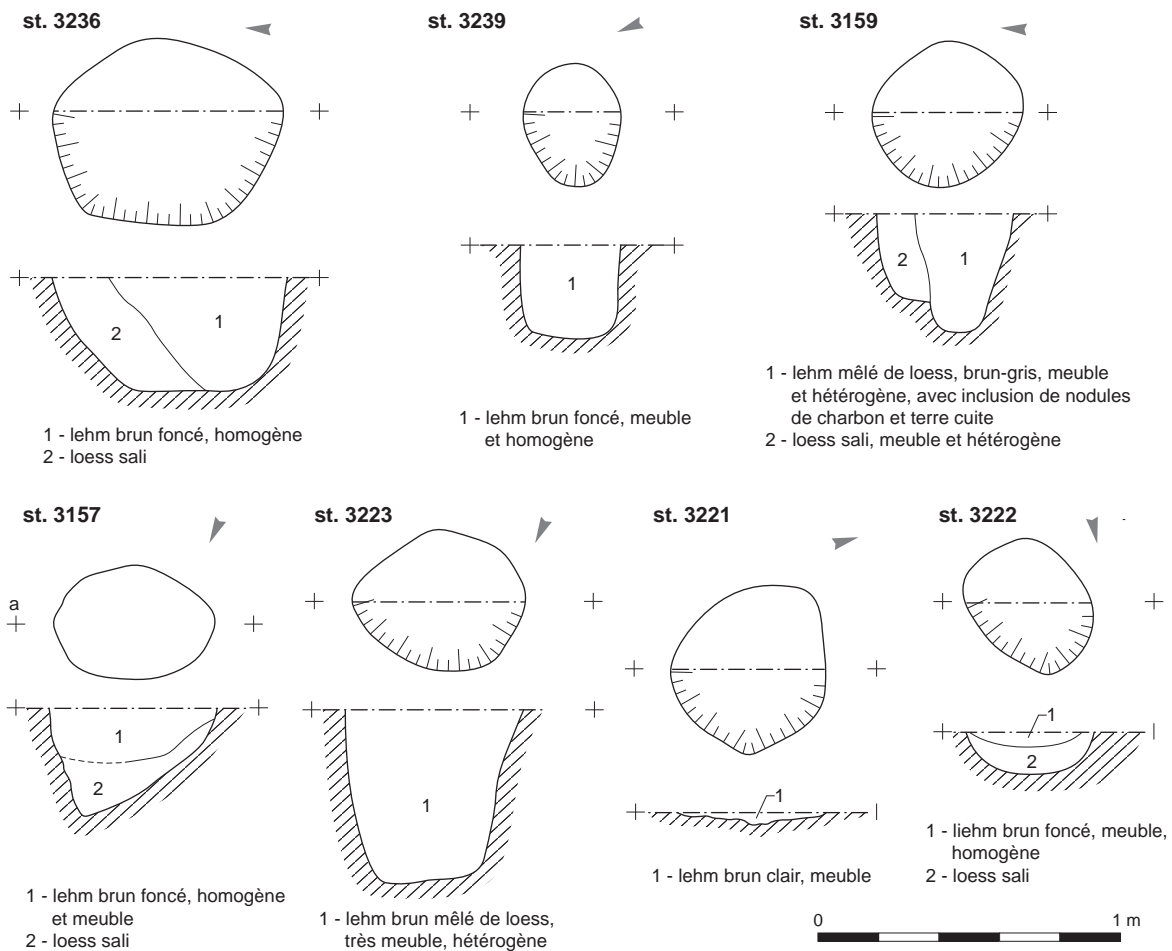 st. 3236
st. 3239
st. 3159
2
1
1
2
1
1 - lehm brun foncé, homogène
2 - loess sali
1 - lehm brun foncé, meuble
et homogène
1 - lehm mêlé de loess, brun-gris, meuble
et hétérogène, avec inclusion de nodules
de charbon et terre cuite
2 - loess sali, meuble et hétérogène
st. 3157
st. 3223
st. 3221
st. 3222
a
1
2
1
1
1
2
1 - lehm brun foncé, homogène
et meuble
2 - loess sali
1 - lehm brun mêlé de loess,
très meuble, hétérogène
1 - lehm brun clair, meuble
1 - liehm brun foncé, meuble,
homogène
2 - loess sali
0 1 m